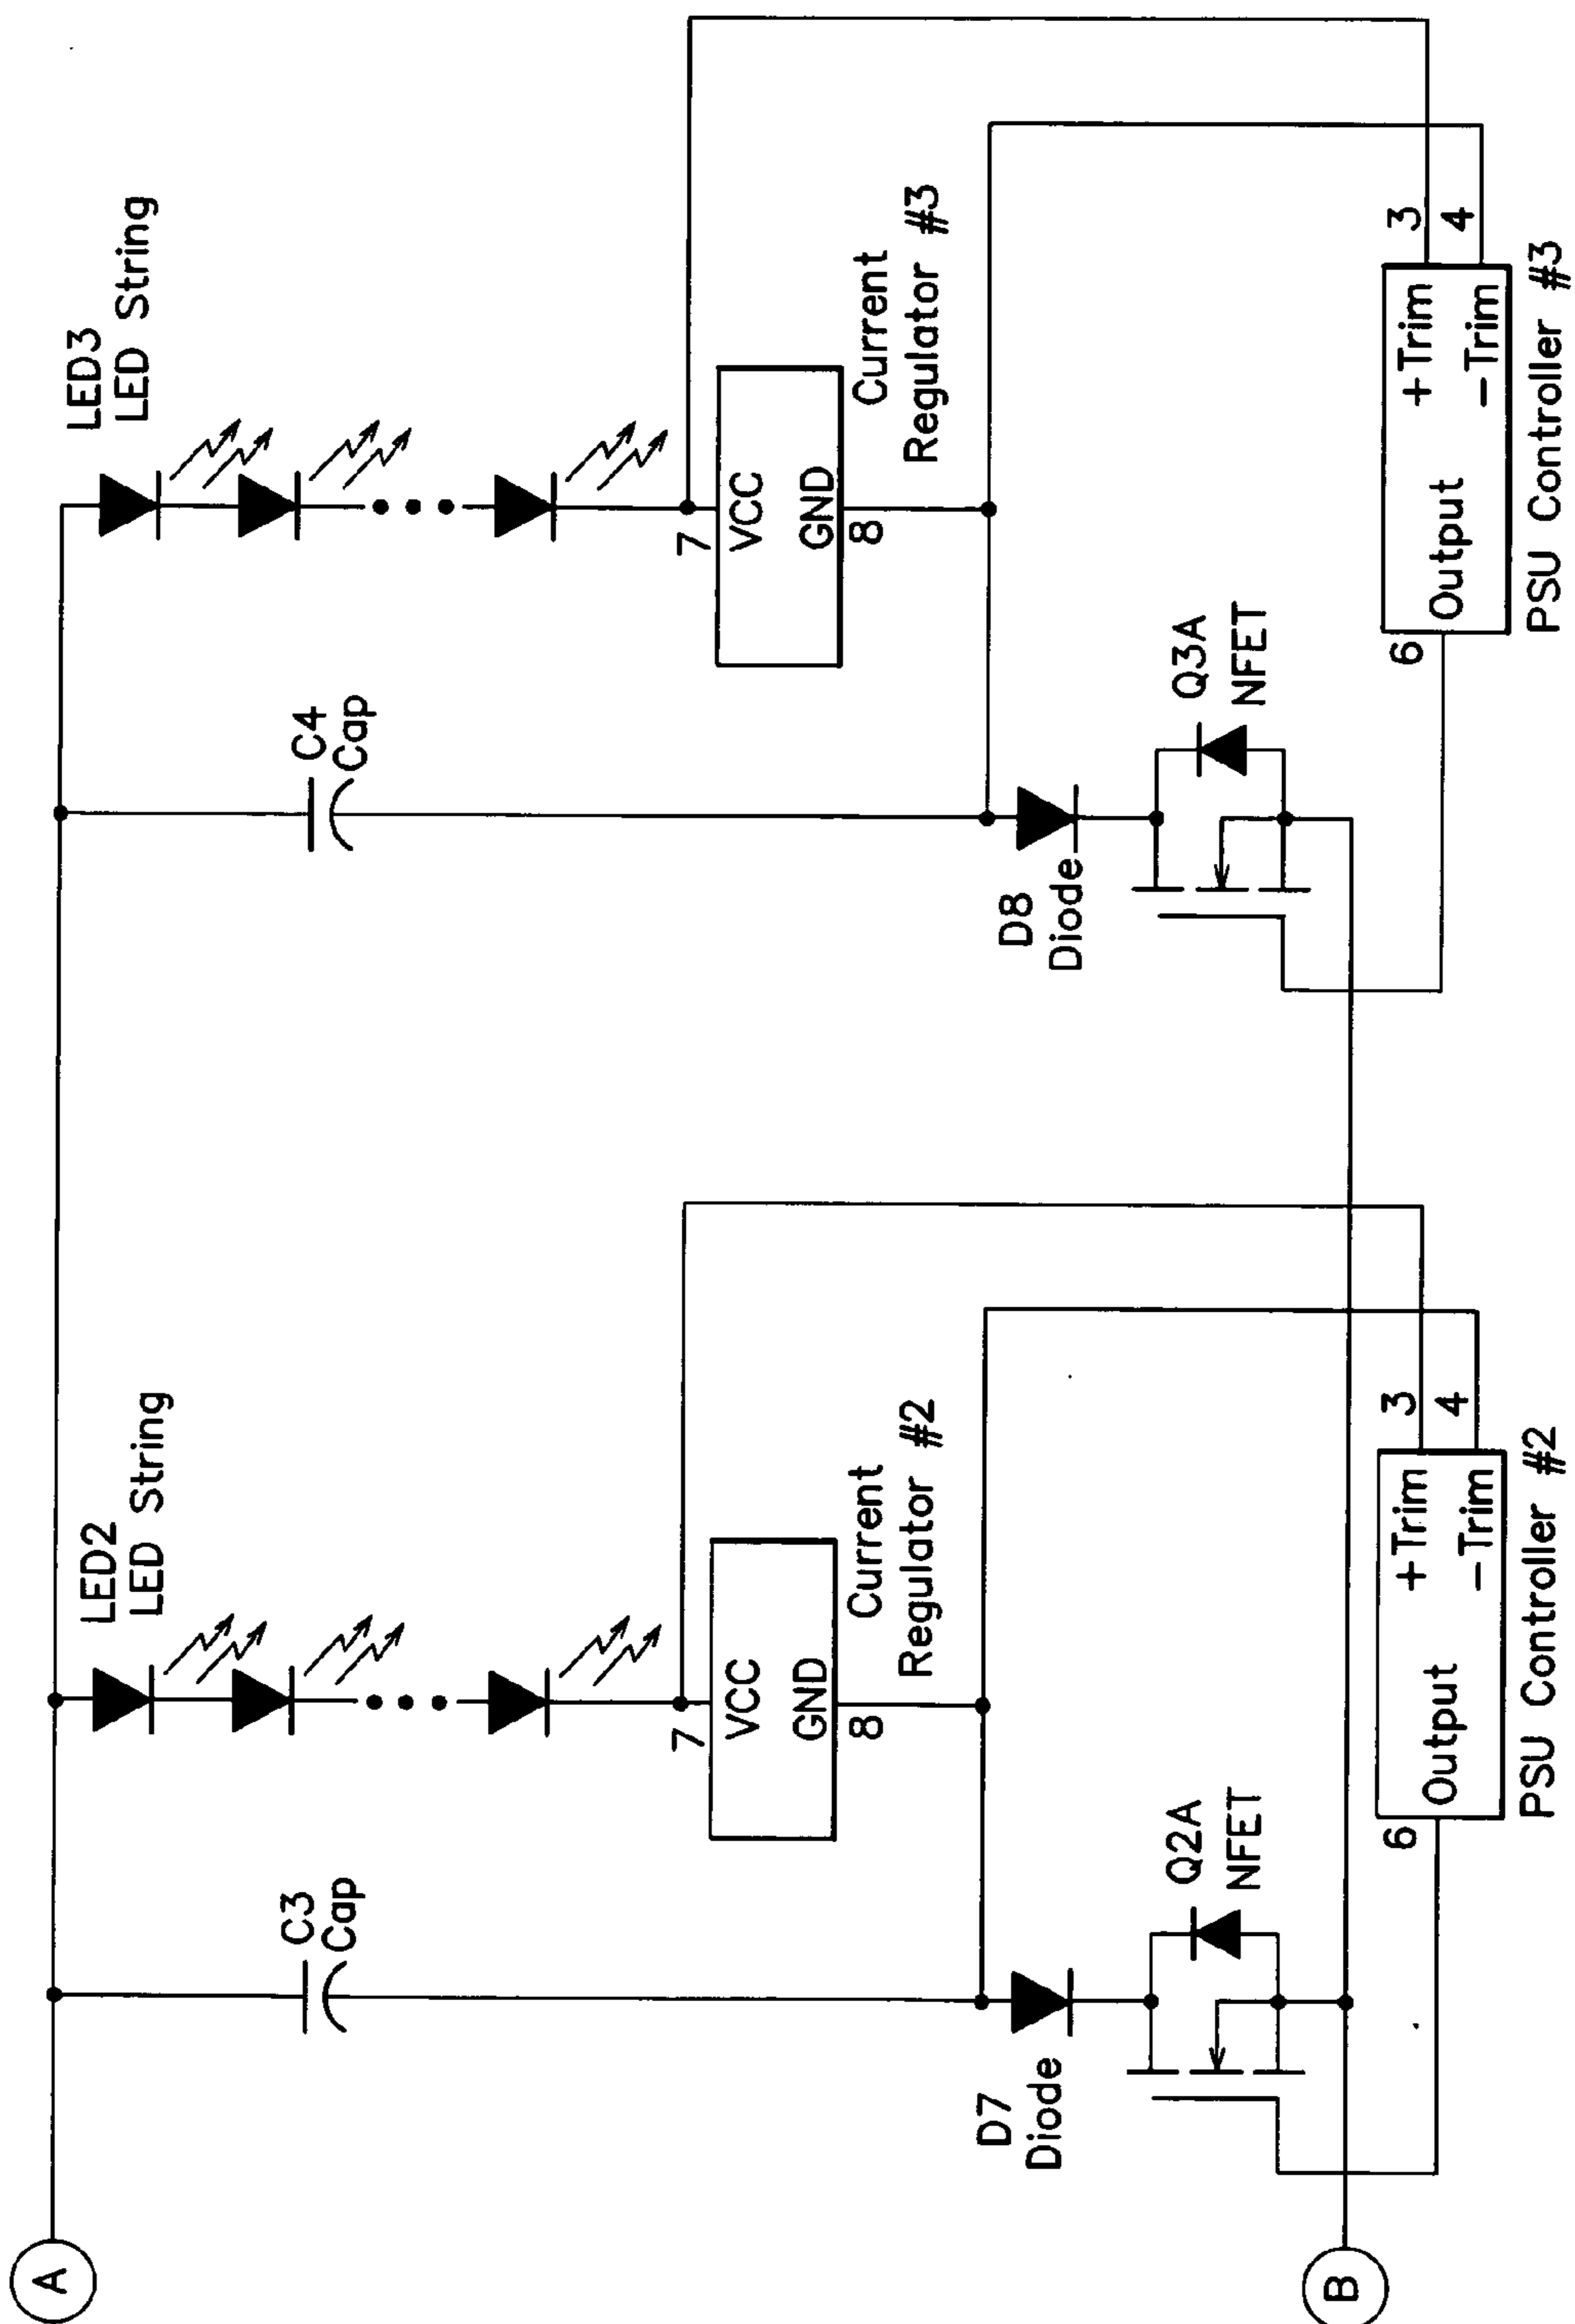 A
B
C3
Cap
LED2
LED String
7
VCC
GND
8
Current
Regulator #2
D7
Diode
Q2A
NFET
6
Output
+Trim
-Trim
3
4
PSU Controller #2
C4
Cap
LED3
LED String
7
VCC
GND
8
Current
Regulator #3
D8
Diode
Q3A
NFET
6
Output
+Trim
-Trim
3
4
PSU Controller #3